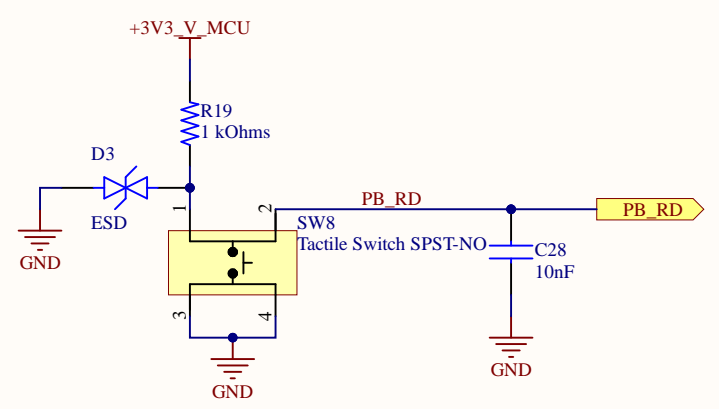 +3V3_V_MCU
R19
1 kOhms
D3
ESD
GND
1
2
PB_RD
PB_RD
SW8
Tactile Switch SPST-NO
C28
10nF
3
4
GND
GND